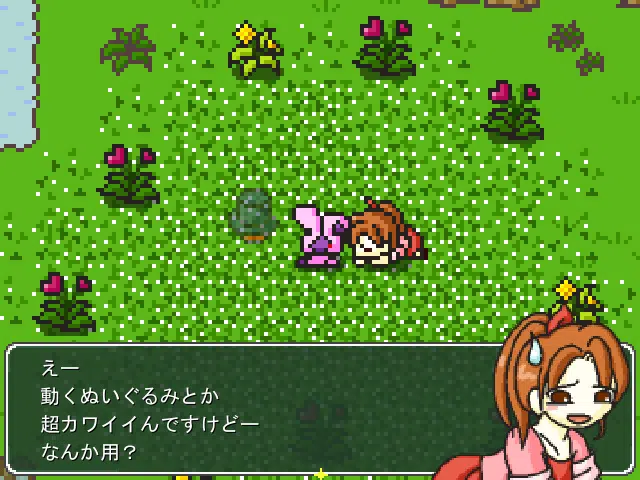 えー
動くぬいぐるみとか
超カワイイんですけどー
なんか用？